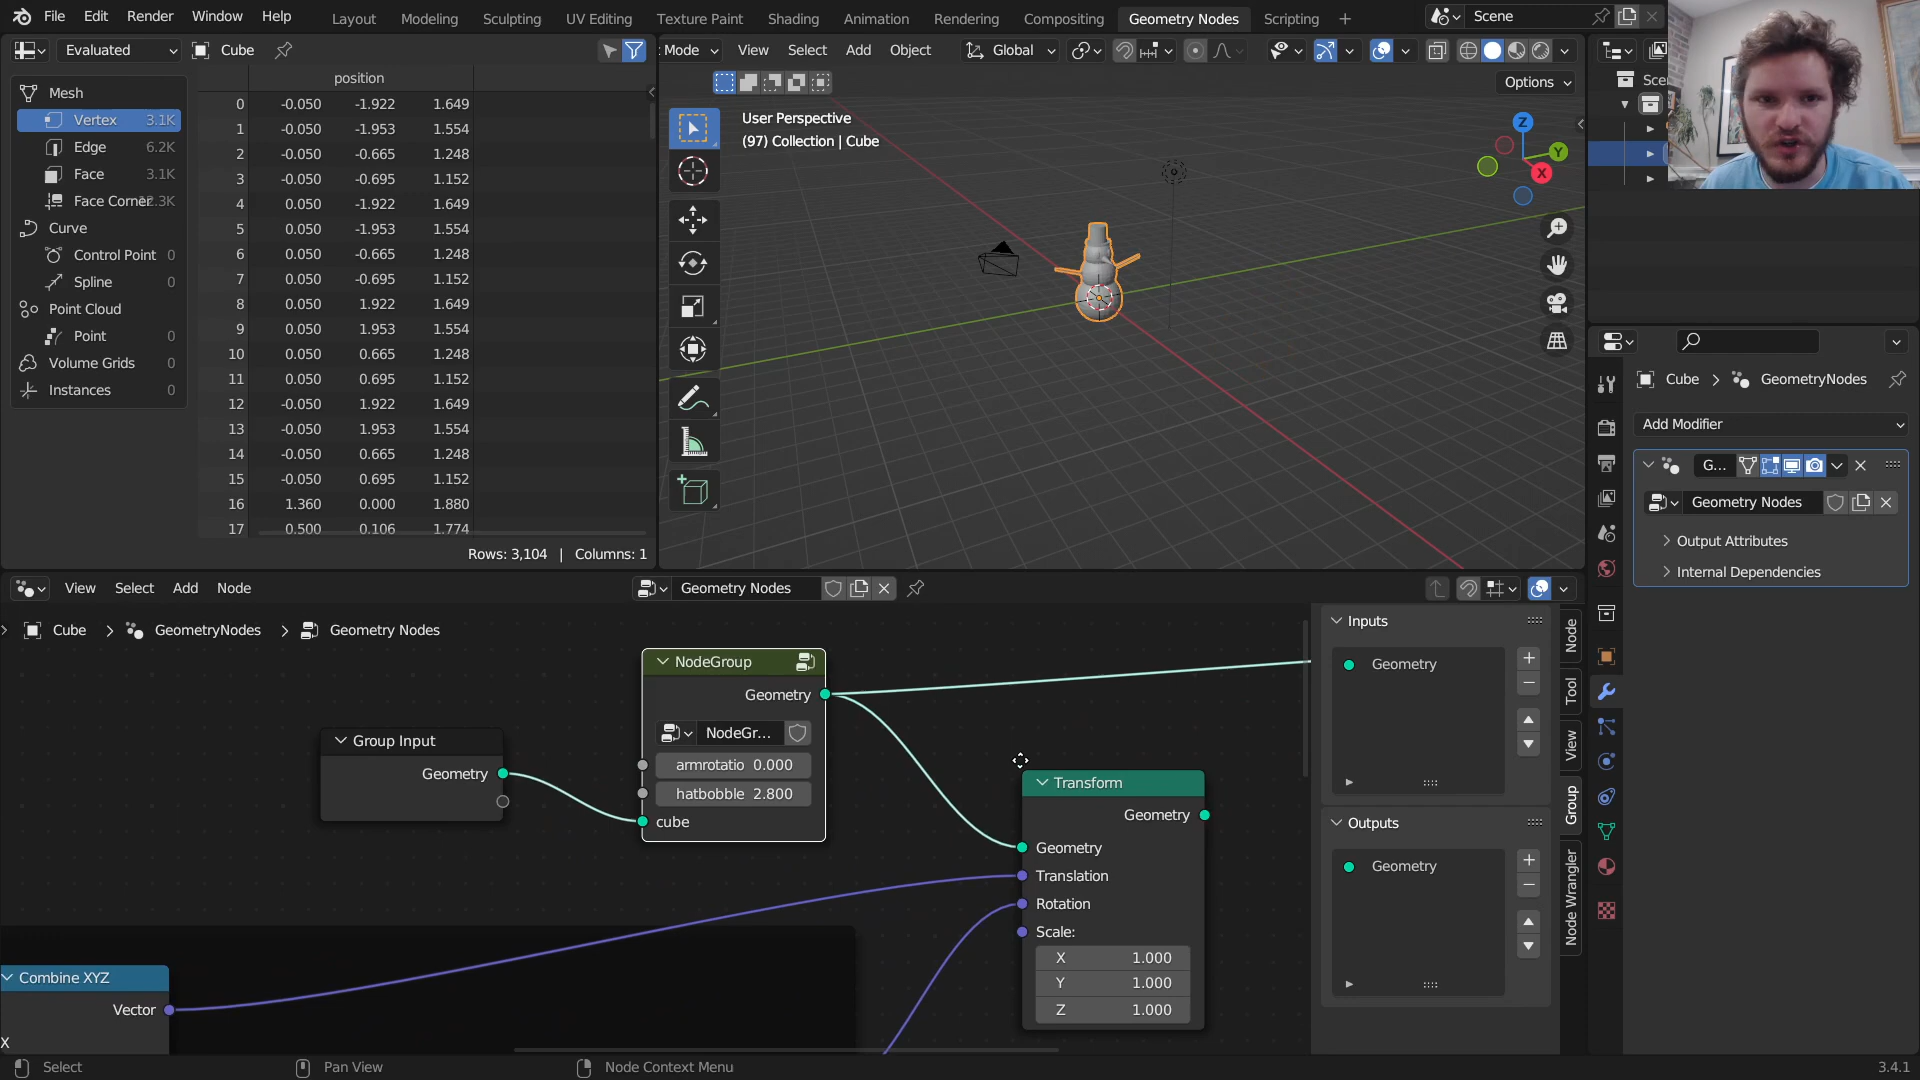 File Edit Render Window Help
Layout Modeling Sculpting UV Editing Texture Paint Shading Animation Rendering Compositing Geometry Nodes Scripting
Scene
Evaluated Cube
Mode View Select Add Object Global
Options
position
Mesh
Vertex 3.1K
Edge 6.2K
Face 3.1K
Face Corner
Curve
Control Point 0
Spline 0
Point Cloud
Point 0
Volume Grids 0
Instances 0
0 -0.050 -1.922 1.649
1 -0.050 -1.953 1.554
2 -0.050 -0.665 1.248
3 -0.050 -0.695 1.152
4 0.050 -1.922 1.649
5 0.050 -1.953 1.554
6 0.050 -0.665 1.248
7 0.050 -0.695 1.152
8 0.050 1.922 1.649
9 0.050 1.953 1.554
10 0.050 0.665 1.248
11 0.050 0.695 1.152
12 -0.050 1.922 1.649
13 -0.050 1.953 1.554
14 -0.050 0.665 1.248
15 -0.050 0.695 1.152
16 1.360 0.000 1.880
17 0.500 0.106 1.774
Rows: 3,104 | Columns: 1
User Perspective
(97) Collection | Cube
Z
Y
X
Cube > GeometryNodes
Add Modifier
G...
Geometry Nodes
Output Attributes
Internal Dependencies
View Select Add Node
Geometry Nodes
Cube > GeometryNodes > Geometry Nodes
Group Input
Geometry
NodeGroup
Geometry
NodeGr...
armrotatio 0.000
hatbobble 2.800
cube
Transform
Geometry
Geometry
Translation
Rotation
Scale:
X 1.000
Y 1.000
Z 1.000
Combine XYZ
Vector
X
Inputs
Geometry
Outputs
Geometry
Node
Tool
View
Group
Node Wrangler
Select
Pan View
Node Context Menu
3.4.1